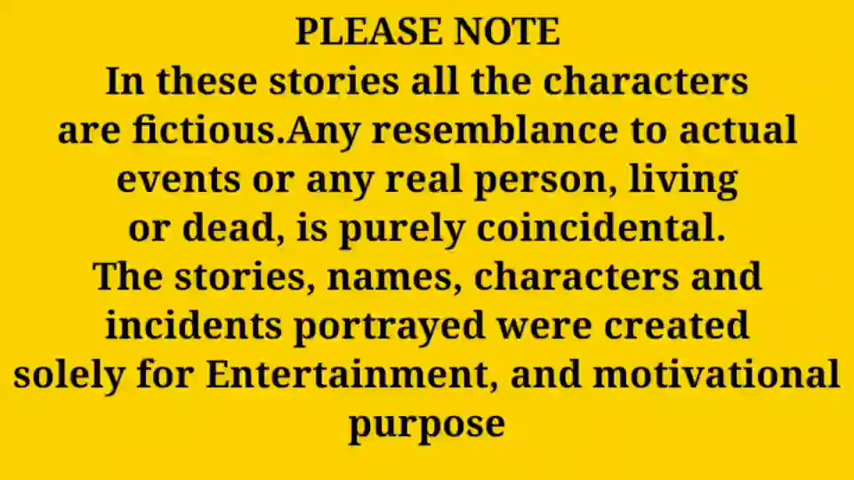 PLEASE NOTE
In these stories all the characters
are fictious.Any resemblance to actual
events or any real person, living
or dead, is purely coincidental.
The stories, names, characters and
incidents portrayed were created
solely for Entertainment, and motivational
purpose